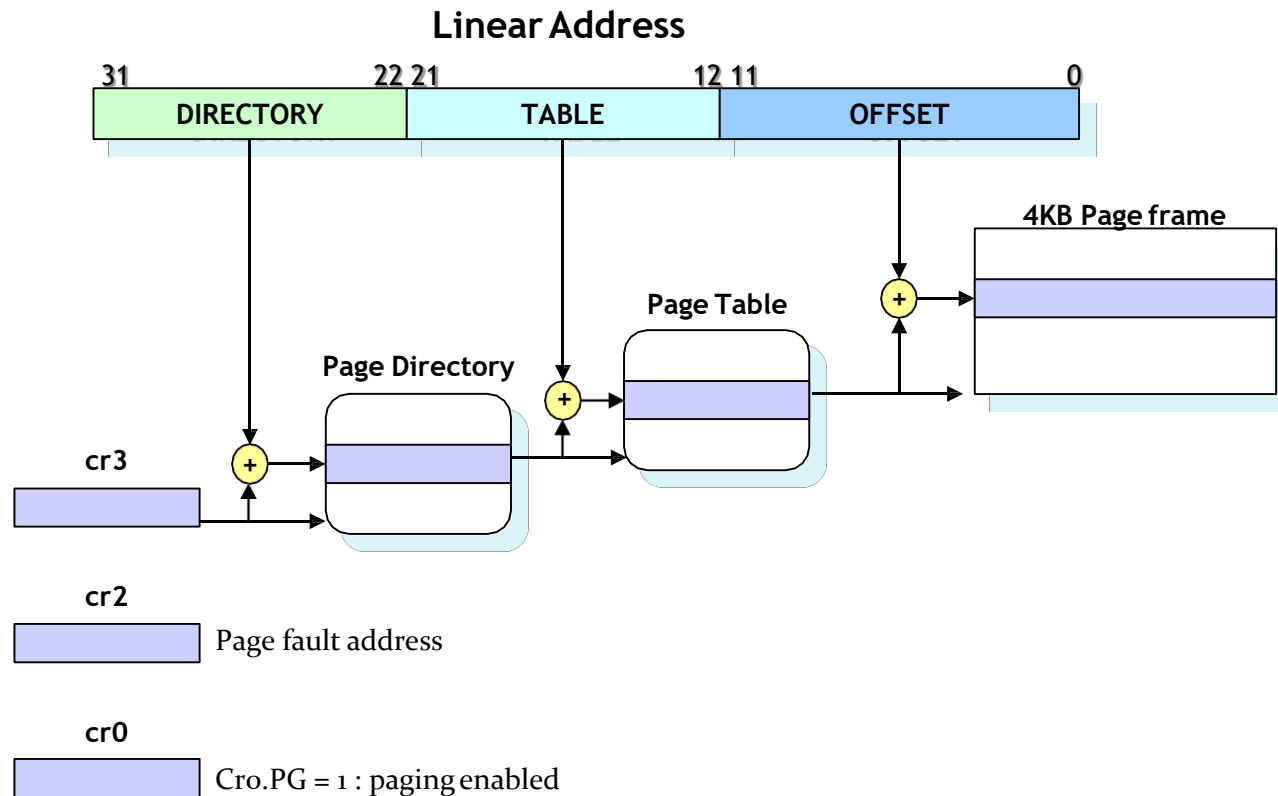 Linear Address
31 22 21 12 11 0
DIRECTORY TABLE OFFSET
4KB Page frame
+
Page Table
+
Page Directory
+
cr3
cr2
Page fault address
cr0
Cr0.PG = 1 : paging enabled